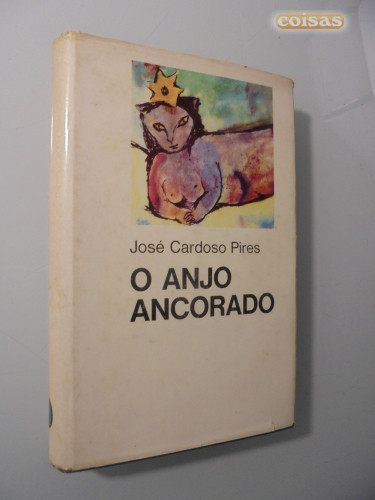 coisas
José Cardoso Pires
O ANJO
ANCORADO